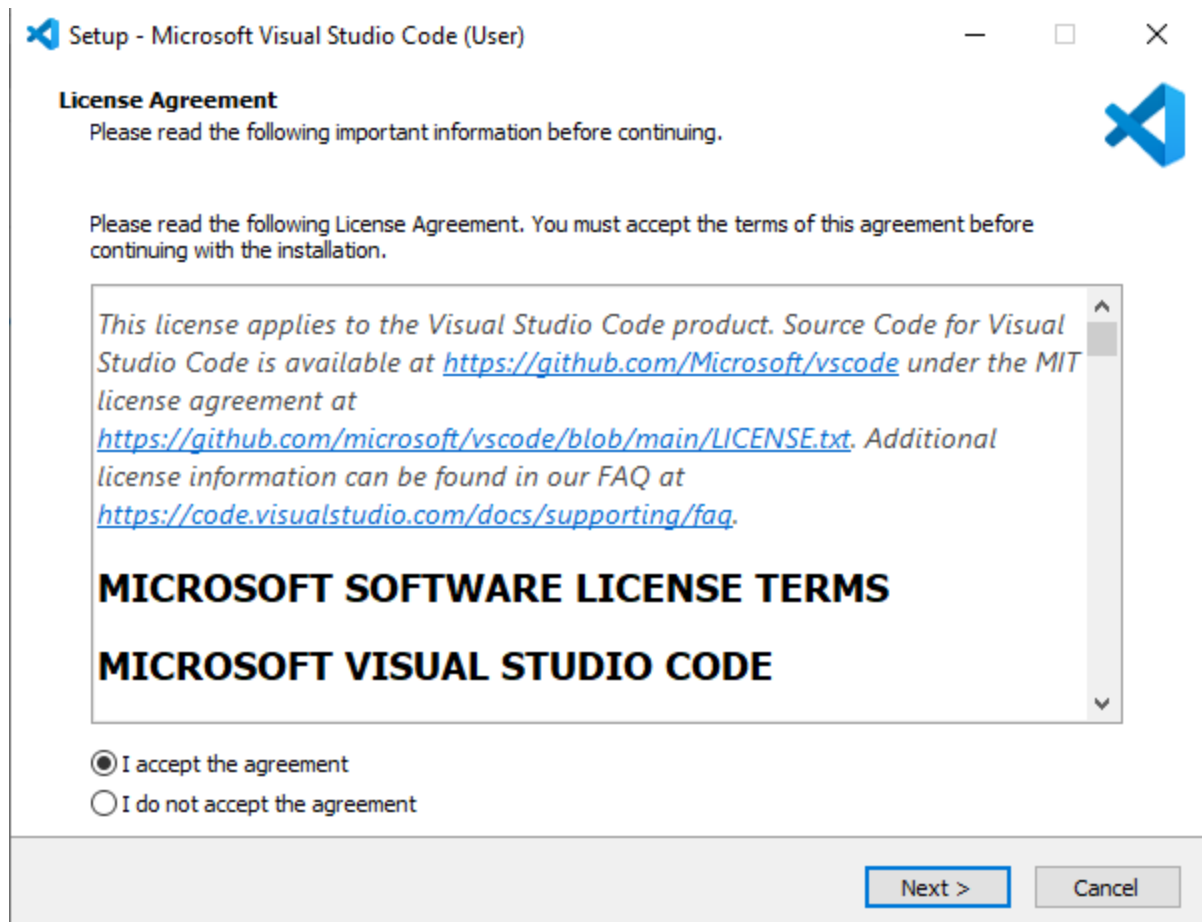 Setup - Microsoft Visual Studio Code (User)
License Agreement
Please read the following important information before continuing.
Please read the following License Agreement. You must accept the terms of this agreement before
continuing with the installation.
This license applies to the Visual Studio Code product. Source Code for Visual
Studio Code is available at https://github.com/Microsoft/vscode under the MIT
license agreement at
https://github.com/microsoft/vscode/blob/main/LICENSE.txt. Additional
license information can be found in our FAQ at
https://code.visualstudio.com/docs/supporting/faq.
MICROSOFT SOFTWARE LICENSE TERMS
MICROSOFT VISUAL STUDIO CODE
I accept the agreement
I do not accept the agreement
Next >
Cancel